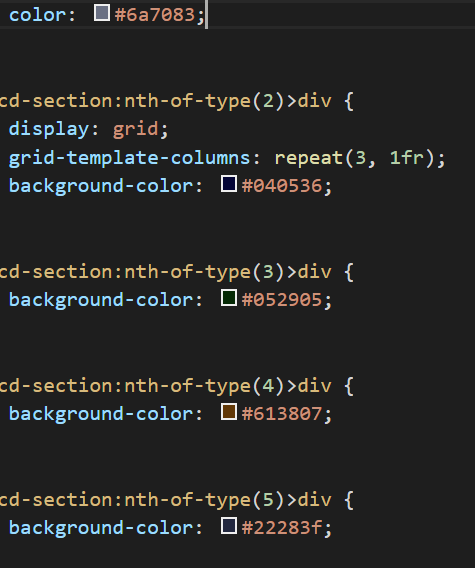 color: #6a7083;
cd-section:nth-of-type(2)>div {
display: grid;
grid-template-columns: repeat(3, 1fr);
background-color: #040536;
cd-section:nth-of-type(3)>div {
background-color: #052905;
cd-section:nth-of-type(4)>div {
background-color: #613807;
cd-section:nth-of-type(5)>div {
background-color: #22283f;